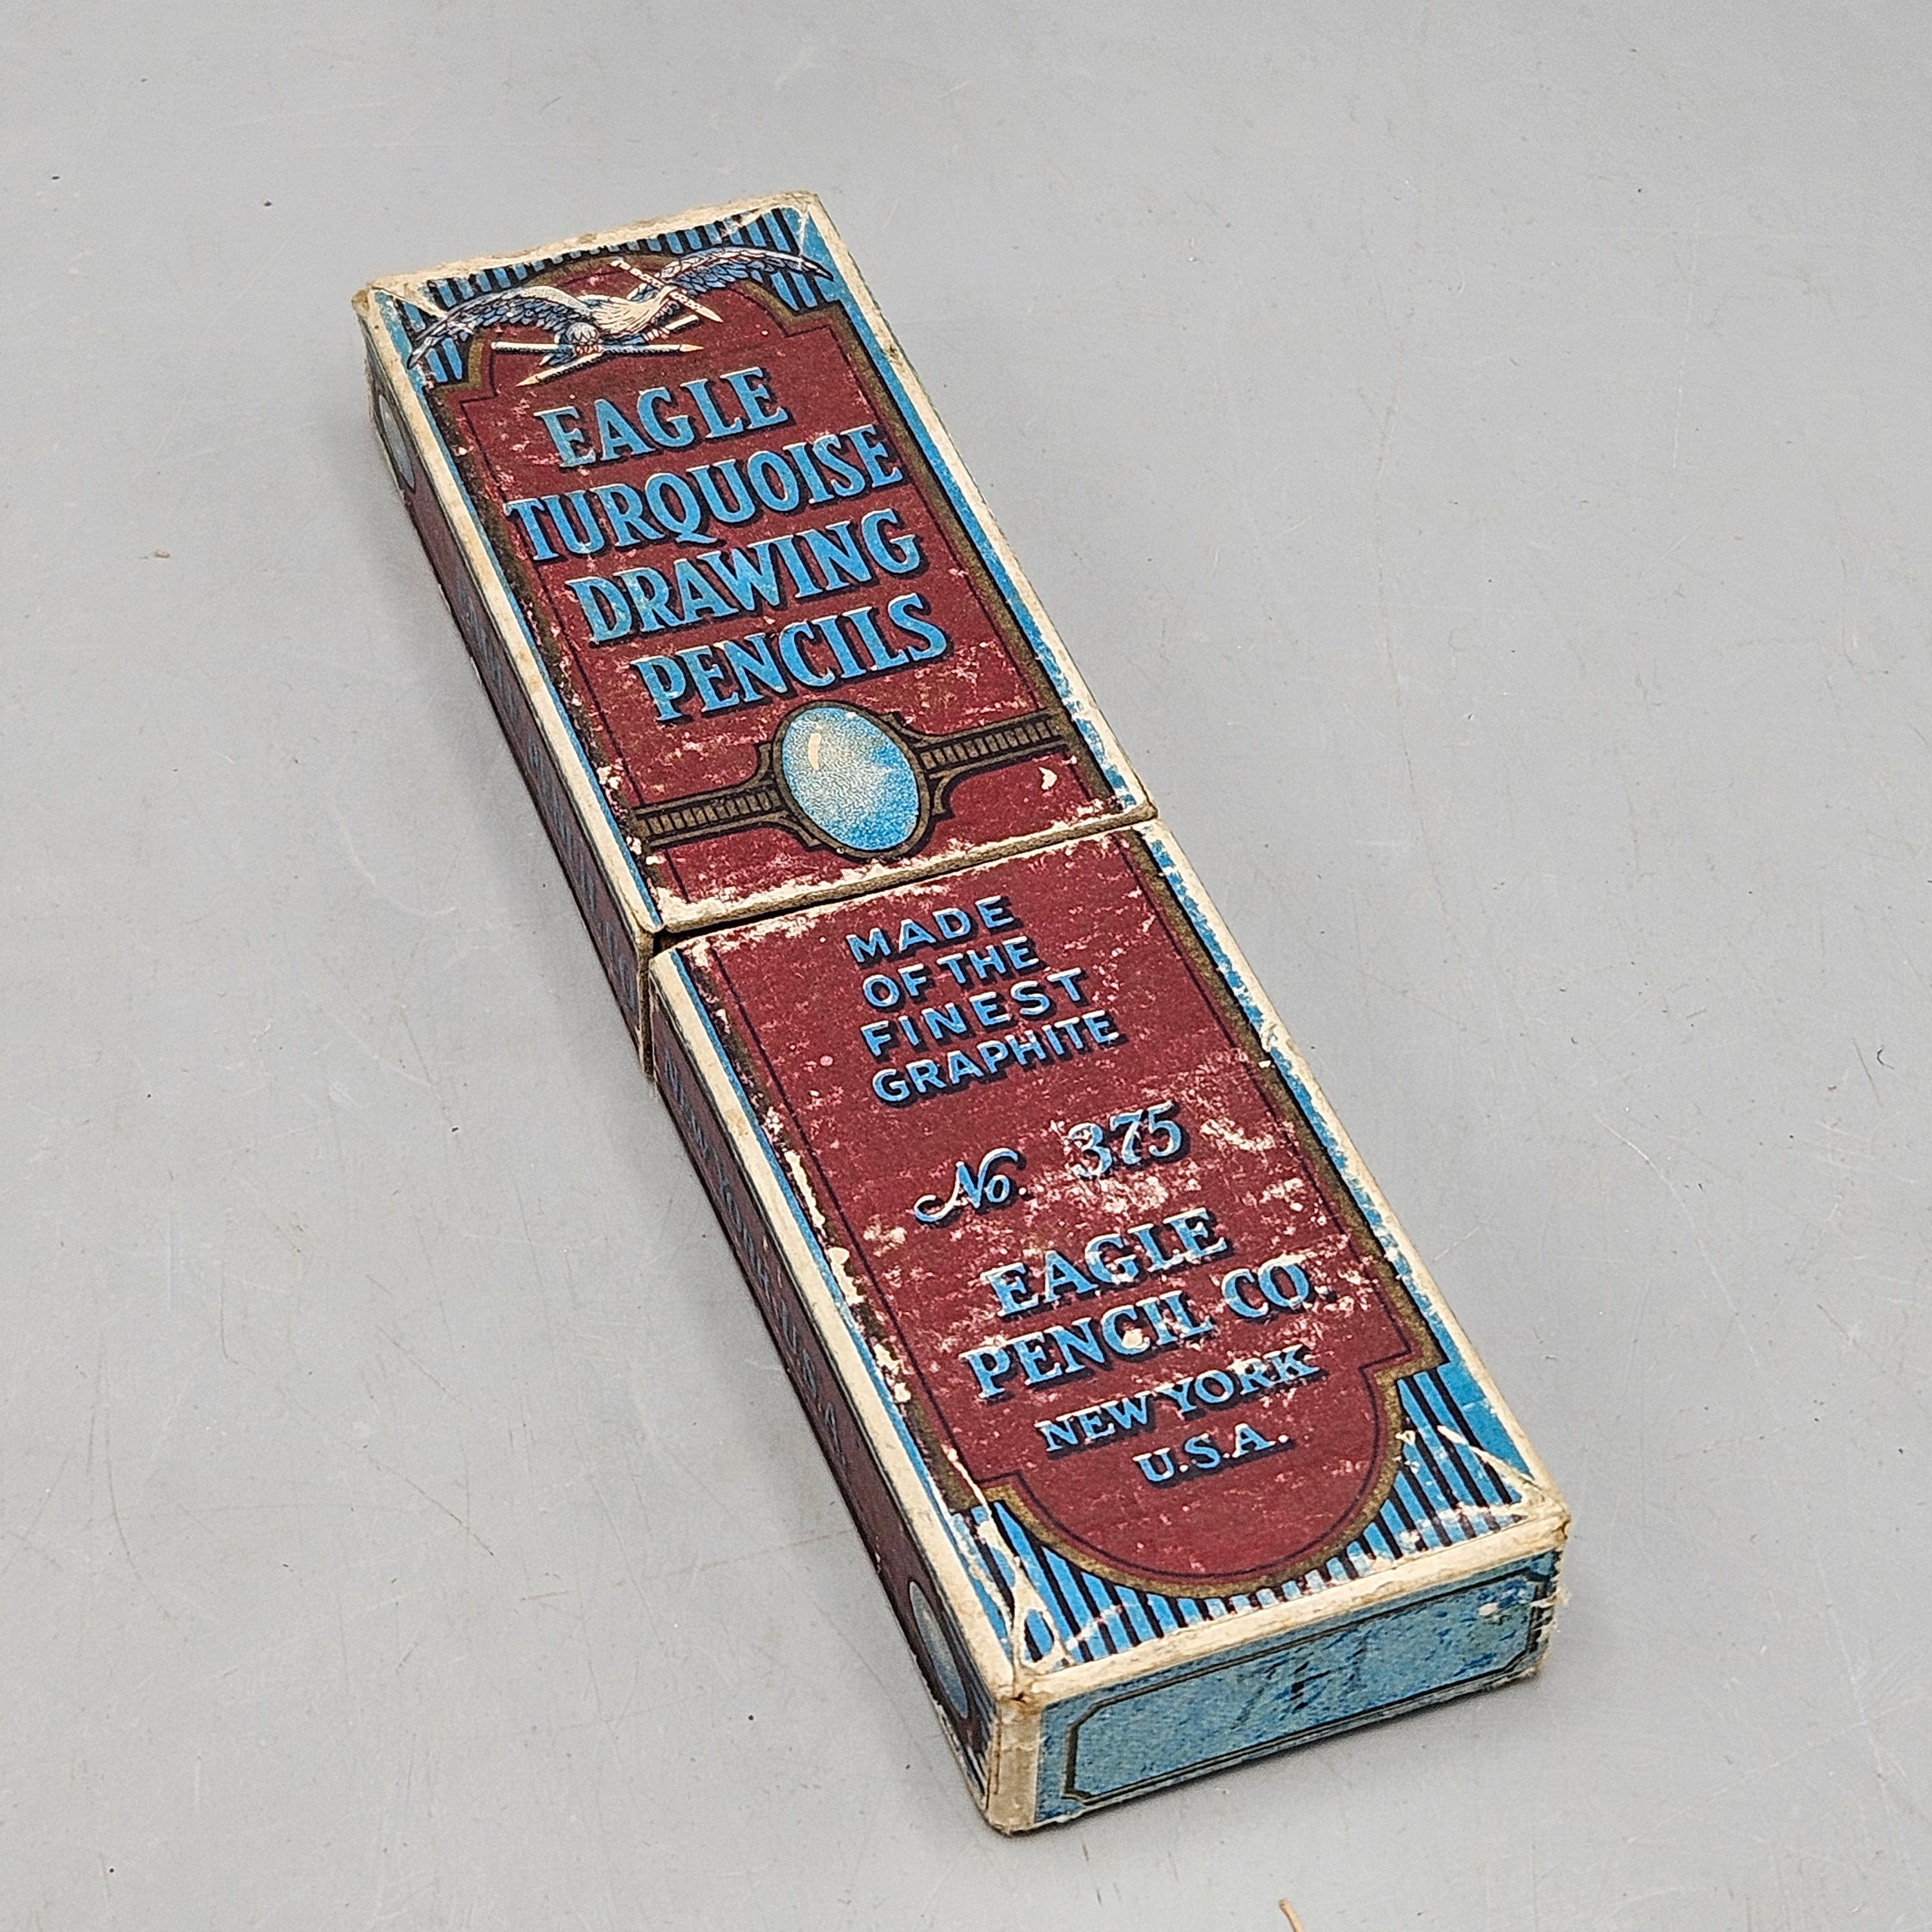 EAGLE
TURQUOISE
DRAWING
PENCILS
MADE
OF THE
FINEST
GRAPHITE
No. 375
EAGLE
PENCIL CO.
NEW YORK
U.S.A.